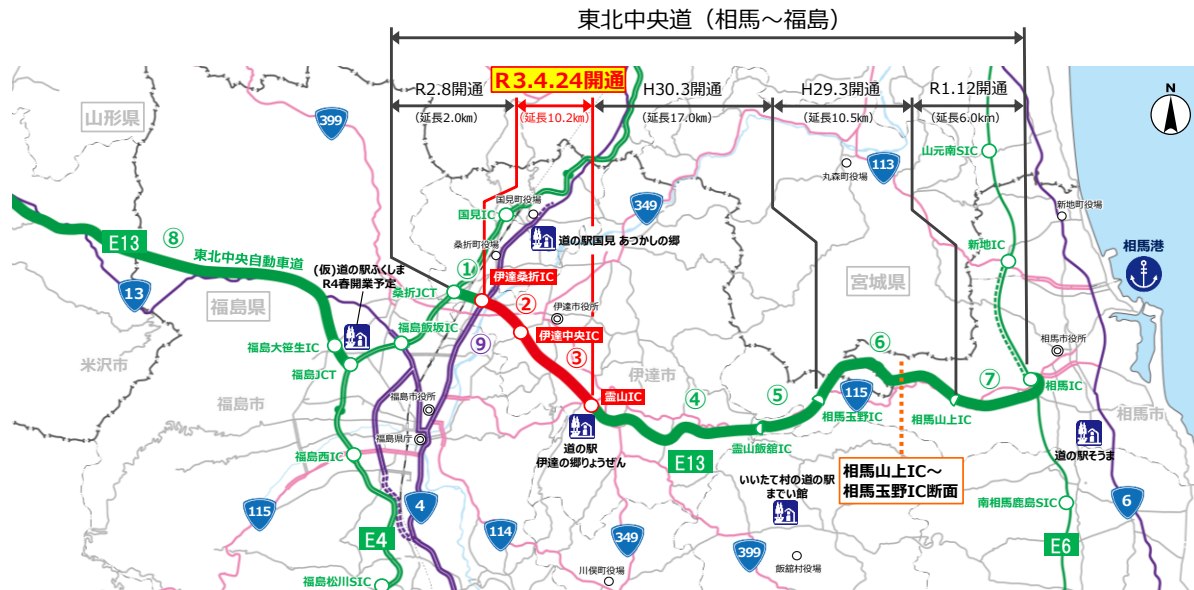 東北中央道（相馬～福島）
R2.8開通
（延長2.0km）
R3.4.24開通
（延長10.2km）
H30.3開通
（延長17.0km）
H29.3開通
（延長10.5km）
R1.12開通
（延長6.0km）
N
山形県
399
113
山元南SIC
丸森町役場
国見町役場
国見IC
349
新地町役場
道の駅国見 あつかしの郷
桑折町役場
E13
⑧
東北中央自動車道
(仮)道の駅ふくしま
R4春開業予定
①
伊達桑折IC
宮城県
新地IC
相馬港
13
福島県
桑折JCT
②
伊達市役所
福島飯坂IC
伊達中央IC
⑨
③
⑥
相馬市役所
米沢市
福島大笹生IC
福島JCT
伊達市
115
⑦
相馬IC
福島市
福島市役所
霊山IC
④
⑤
相馬玉野IC
相馬山上IC
相馬市
福島県庁
道の駅
伊達の郷りょうぜん
霊山飯舘IC
道の駅そうま
福島西IC
E13
相馬山上IC～
相馬玉野IC断面
いいたて村の道の駅
までい館
115
4
南相馬鹿島SIC
6
E4
114
349
399
E6
福島松川SIC
川俣町役場
飯舘村役場